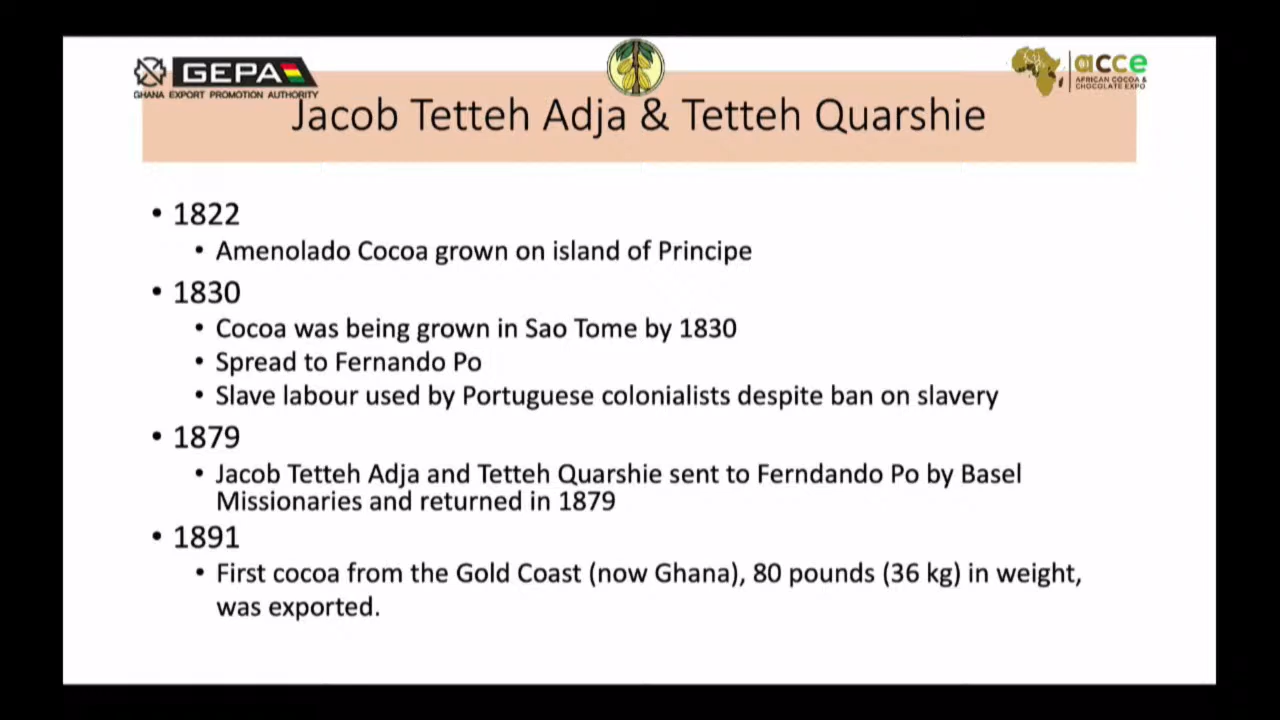 GEPA
GHANA EXPORT PROMOTION AUTHORITY
acce
AFRICAN COCOA &
CHOCOLATE EXPO
Jacob Tetteh Adja & Tetteh Quarshie
• 1822
• Amenolado Cocoa grown on island of Principe
• 1830
• Cocoa was being grown in Sao Tome by 1830
• Spread to Fernando Po
• Slave labour used by Portuguese colonialists despite ban on slavery
• 1879
• Jacob Tetteh Adja and Tetteh Quarshie sent to Ferndando Po by Basel
Missionaries and returned in 1879
• 1891
• First cocoa from the Gold Coast (now Ghana), 80 pounds (36 kg) in weight,
was exported.